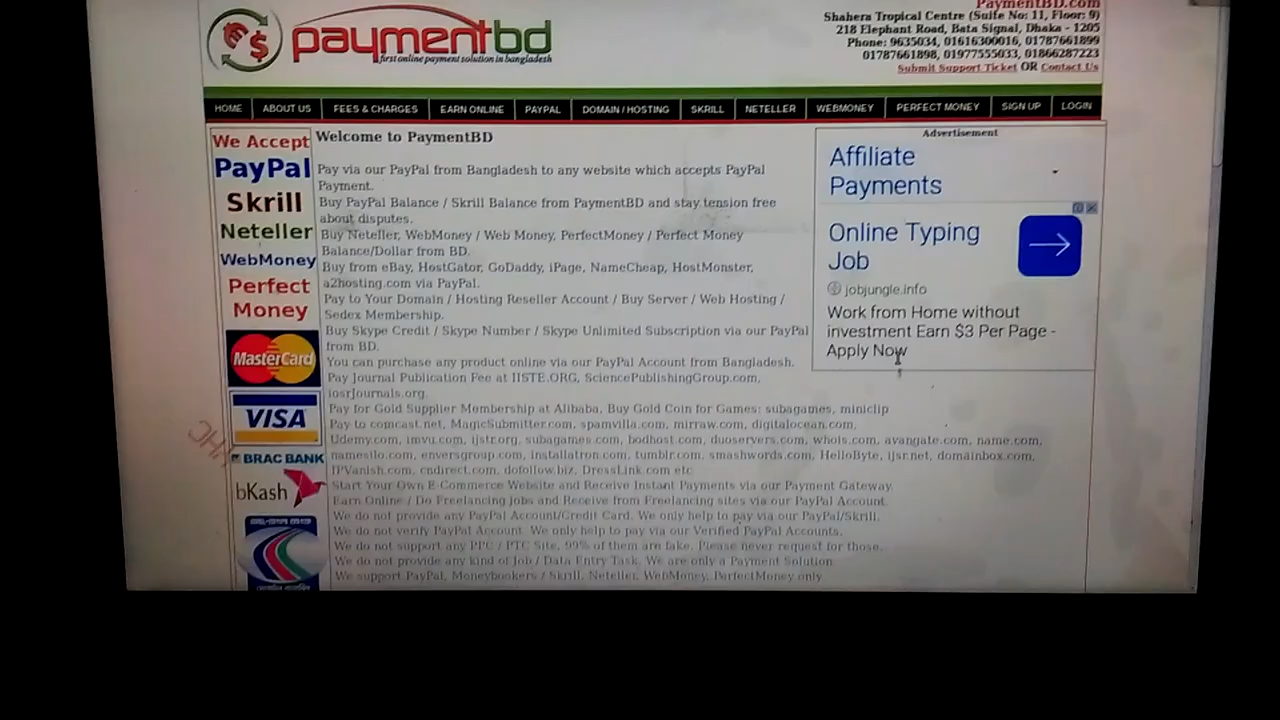 paymentbd
first online payment solution in bangladesh
PaymentBD.com
Shahera Tropical Centre (Suite No: 11, Floor: 9)
218 Elephant Road, Bata Signal, Dhaka - 1205
Phone: 9635034, 01616300016, 01787661899
01787661898, 01977555033, 01866287223
Submit Support Ticket OR Contact Us
HOME ABOUT US FEES & CHARGES EARN ONLINE PAYPAL DOMAIN / HOSTING SKRILL NETELLER WEBMONEY PERFECT MONEY SIGN UP LOGIN
We Accept
PayPal
Skrill
Neteller
WebMoney
Perfect
Money
MasterCard
VISA
BRAC BANK
bKash
Welcome to PaymentBD
Pay via our PayPal from Bangladesh to any website which accepts PayPal
Payment.
Buy PayPal Balance / Skrill Balance from PaymentBD and stay tension free
about disputes.
Buy Neteller, WebMoney / Web Money, PerfectMoney / Perfect Money
Balance/Dollar from BD.
Buy from eBay, HostGator, GoDaddy, iPage, NameCheap, HostMonster,
a2hosting.com via PayPal.
Pay to Your Domain / Hosting Reseller Account / Buy Server / Web Hosting /
Sedex Membership.
Buy Skype Credit / Skype Number / Skype Unlimited Subscription via our PayPal
from BD.
You can purchase any product online via our PayPal Account from Bangladesh.
Pay Journal Publication Fee at IISTE.ORG, SciencePublishingGroup.com,
iosrJournals.org.
Pay for Gold Supplier Membership at Alibaba, Buy Gold Coin for Games: subagames, miniclip
Pay to comcast.net, MagicSubmitter.com, spamvilla.com, mirraw.com, digitalocean.com,
Udemy.com, imvu.com, ijstr.org, subagames.com, bodhost.com, duoservers.com, whois.com, avangate.com, name.com,
namesilo.com, enversgroup.com, installatron.com, tumblr.com, smashwords.com, HelloByte, ijsr.net, domainbox.com,
IPVanish.com, cndirect.com, dofollow.biz, DressLink.com etc
Start Your Own E-Commerce Website and Receive Instant Payments via our Payment Gateway.
Earn Online / Do Freelancing jobs and Receive from Freelancing sites via our PayPal Account.
We do not provide any PayPal Account/Credit Card. We only help to pay via our PayPal/Skrill.
We do not verify PayPal Account. We only help to pay via our Verified PayPal Accounts.
We do not support any PPC / PTC Site, 99% of them are fake. Please never request for those.
We do not provide any kind of Job / Data Entry Task, We are only a Payment Solution.
We support PayPal, Moneybookers / Skrill, Neteller, WebMoney, PerfectMoney only
Advertisement
Affiliate
Payments
Online Typing
Job
jobjungle.info
Work from Home without
investment Earn $3 Per Page -
Apply Now